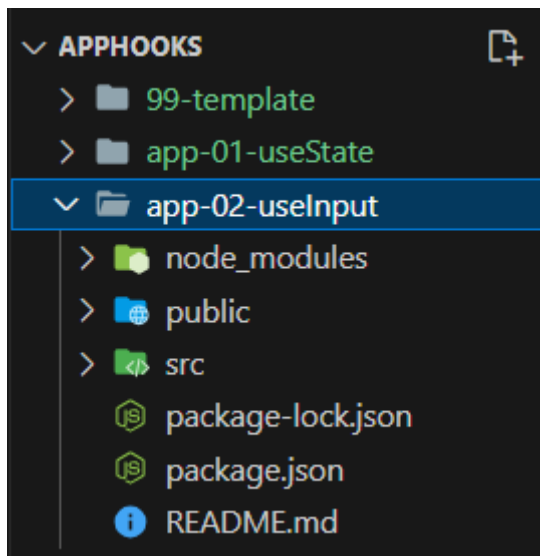 APPHOOKS
99-template
app-01-useState
app-02-useInput
node_modules
public
src
package-lock.json
package.json
README.md